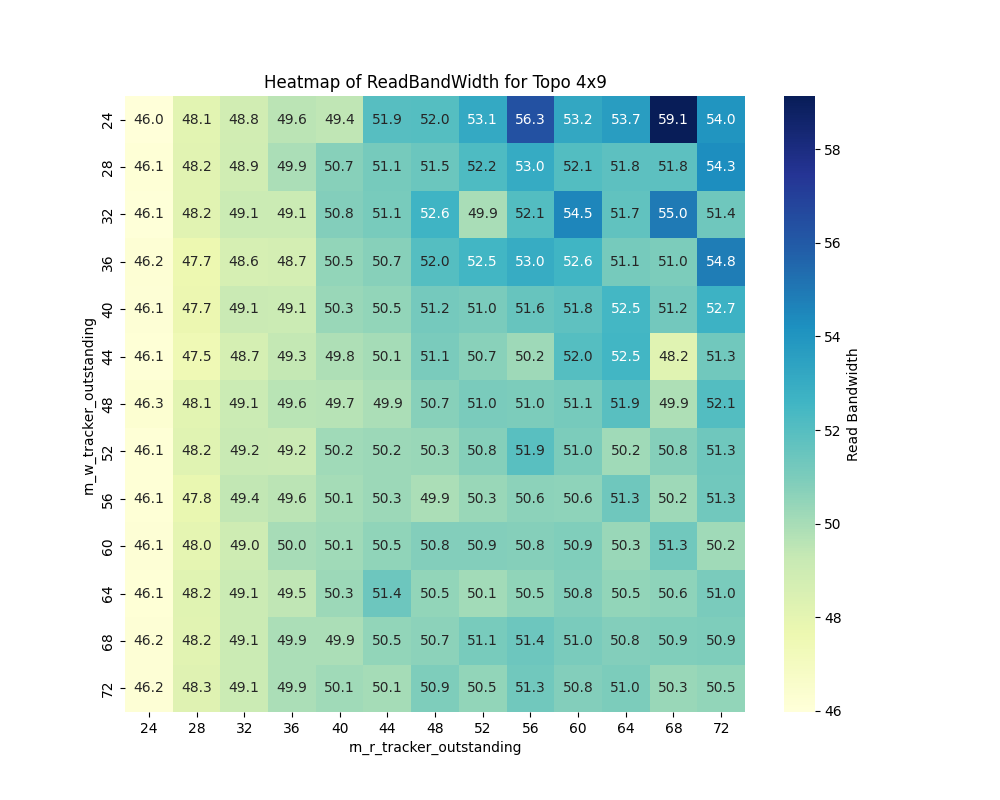 Heatmap of ReadBandWidth for Topo 4x9
24 46.0 48.1 48.8 49.6 49.4 51.9 52.0 53.1 56.3 53.2 53.7 59.1 54.0
28 46.1 48.2 48.9 49.9 50.7 51.1 51.5 52.2 53.0 52.1 51.8 51.8 54.3
32 46.1 48.2 49.1 49.1 50.8 51.1 52.6 49.9 52.1 54.5 51.7 55.0 51.4
36 46.2 47.7 48.6 48.7 50.5 50.7 52.0 52.5 53.0 52.6 51.1 51.0 54.8
40 46.1 47.7 49.1 49.1 50.3 50.5 51.2 51.0 51.6 51.8 52.5 51.2 52.7
44 46.1 47.5 48.7 49.3 49.8 50.1 51.1 50.7 50.2 52.0 52.5 48.2 51.3
48 46.3 48.1 49.1 49.6 49.7 49.9 50.7 51.0 51.0 51.1 51.9 49.9 52.1
52 46.1 48.2 49.2 49.2 50.2 50.2 50.3 50.8 51.9 51.0 50.2 50.8 51.3
56 46.1 47.8 49.4 49.6 50.1 50.3 49.9 50.3 50.6 50.6 51.3 50.2 51.3
60 46.1 48.0 49.0 50.0 50.1 50.5 50.8 50.9 50.8 50.9 50.3 51.3 50.2
64 46.1 48.2 49.1 49.5 50.3 51.4 50.5 50.1 50.5 50.8 50.5 50.6 51.0
68 46.2 48.2 49.1 49.9 49.9 50.5 50.7 51.1 51.4 51.0 50.8 50.9 50.9
72 46.2 48.3 49.1 49.9 50.1 50.1 50.9 50.5 51.3 50.8 51.0 50.3 50.5
24 28 32 36 40 44 48 52 56 60 64 68 72
rn_r_tracker_outstanding
rn_w_tracker_outstanding
58
56
54
52
50
48
46
Read Bandwidth